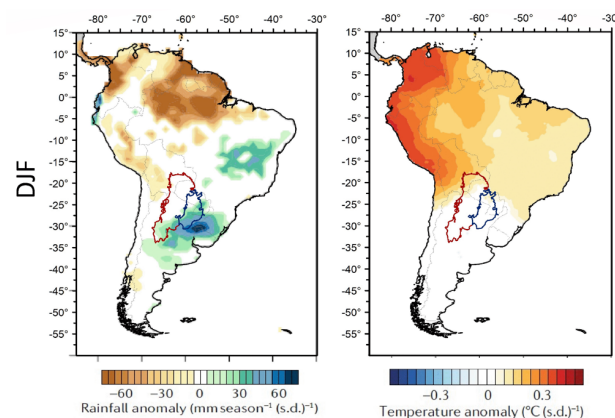 -80° -70° -60° -50° -40° -30°
-80° -70° -60° -50° -40° -30°
15° 15°
10° 10°
5° 5°
0° 0°
-5° -5°
-10° -10°
-15° -15°
-20° -20°
-25° -25°
-30° -30°
-35° -35°
-40° -40°
-45° -45°
-50° -50°
-55° -55°
DJF
−60 −30 0 30 60
Rainfall anomaly (mm season⁻¹ (s.d.)⁻¹)
−0.3 0 0.3
Temperature anomaly (°C (s.d.)⁻¹)